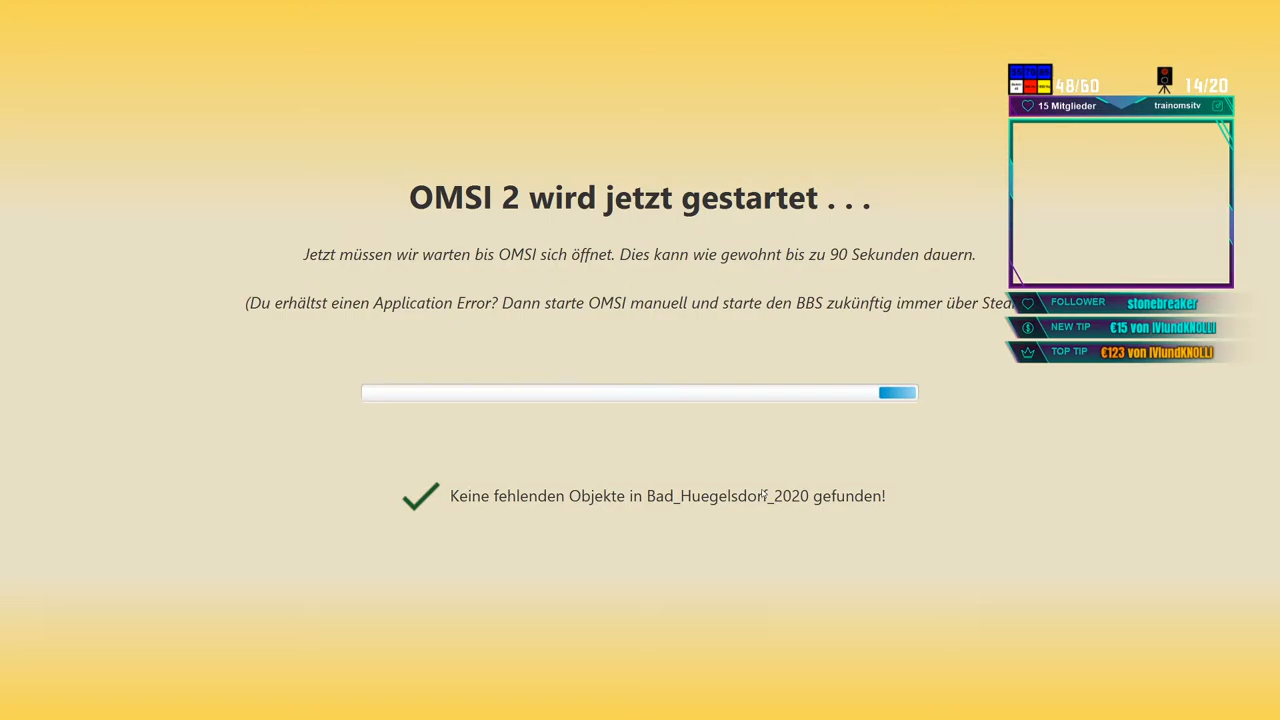 48/60
14/20
15 Mitglieder
trainomsitv
OMSI 2 wird jetzt gestartet . . .
Jetzt müssen wir warten bis OMSI sich öffnet. Dies kann wie gewohnt bis zu 90 Sekunden dauern.
(Du erhältst einen Application Error? Dann starte OMSI manuell und starte den BBS zukünftig immer über
FOLLOWER stonebreaker
NEW TIP €15 von IVIundKNOLLI
TOP TIP €123 von IVIundKNOLLI
Keine fehlenden Objekte in Bad_Huegelsdorf_2020 gefunden!